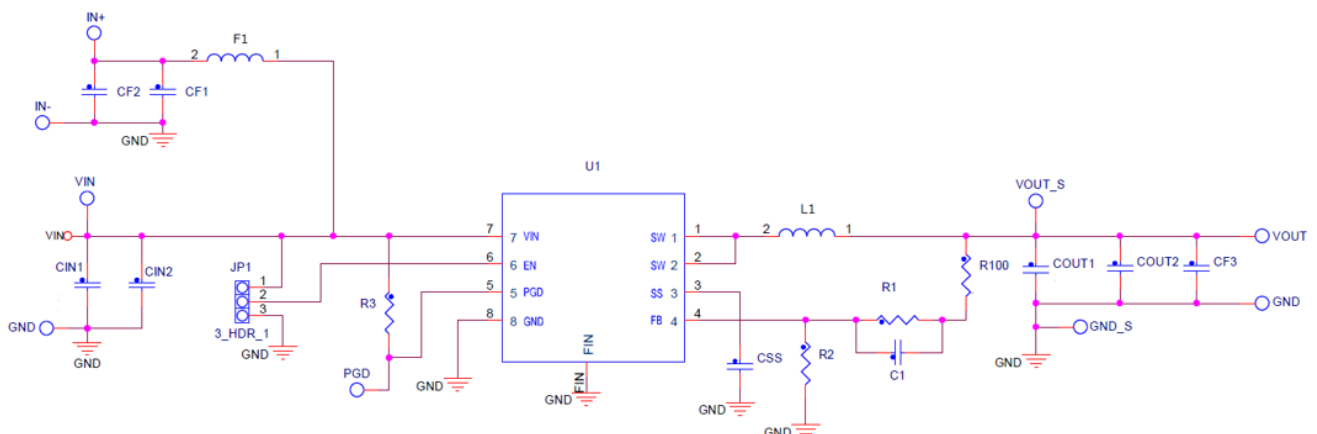 IN+
F1
2 1
CF2 CF1
IN-
GND
U1
VIN
VIN
CIN1 CIN2
GND
GND
JP1
1
2
3
3_HDR_1
GND
R3
PGD
7 VIN SW 1 1
7
6 EN SW 2 2
6
5 PGD SS 3 3
5
8 GND FB 4 4
8
GND
FIN
FIN
GND
2 L1 1
CSS
GND
R2
GND
R1
C1
R100
VOUT_S
VOUT
COUT1 COUT2 CF3
GND
GND_S
GND